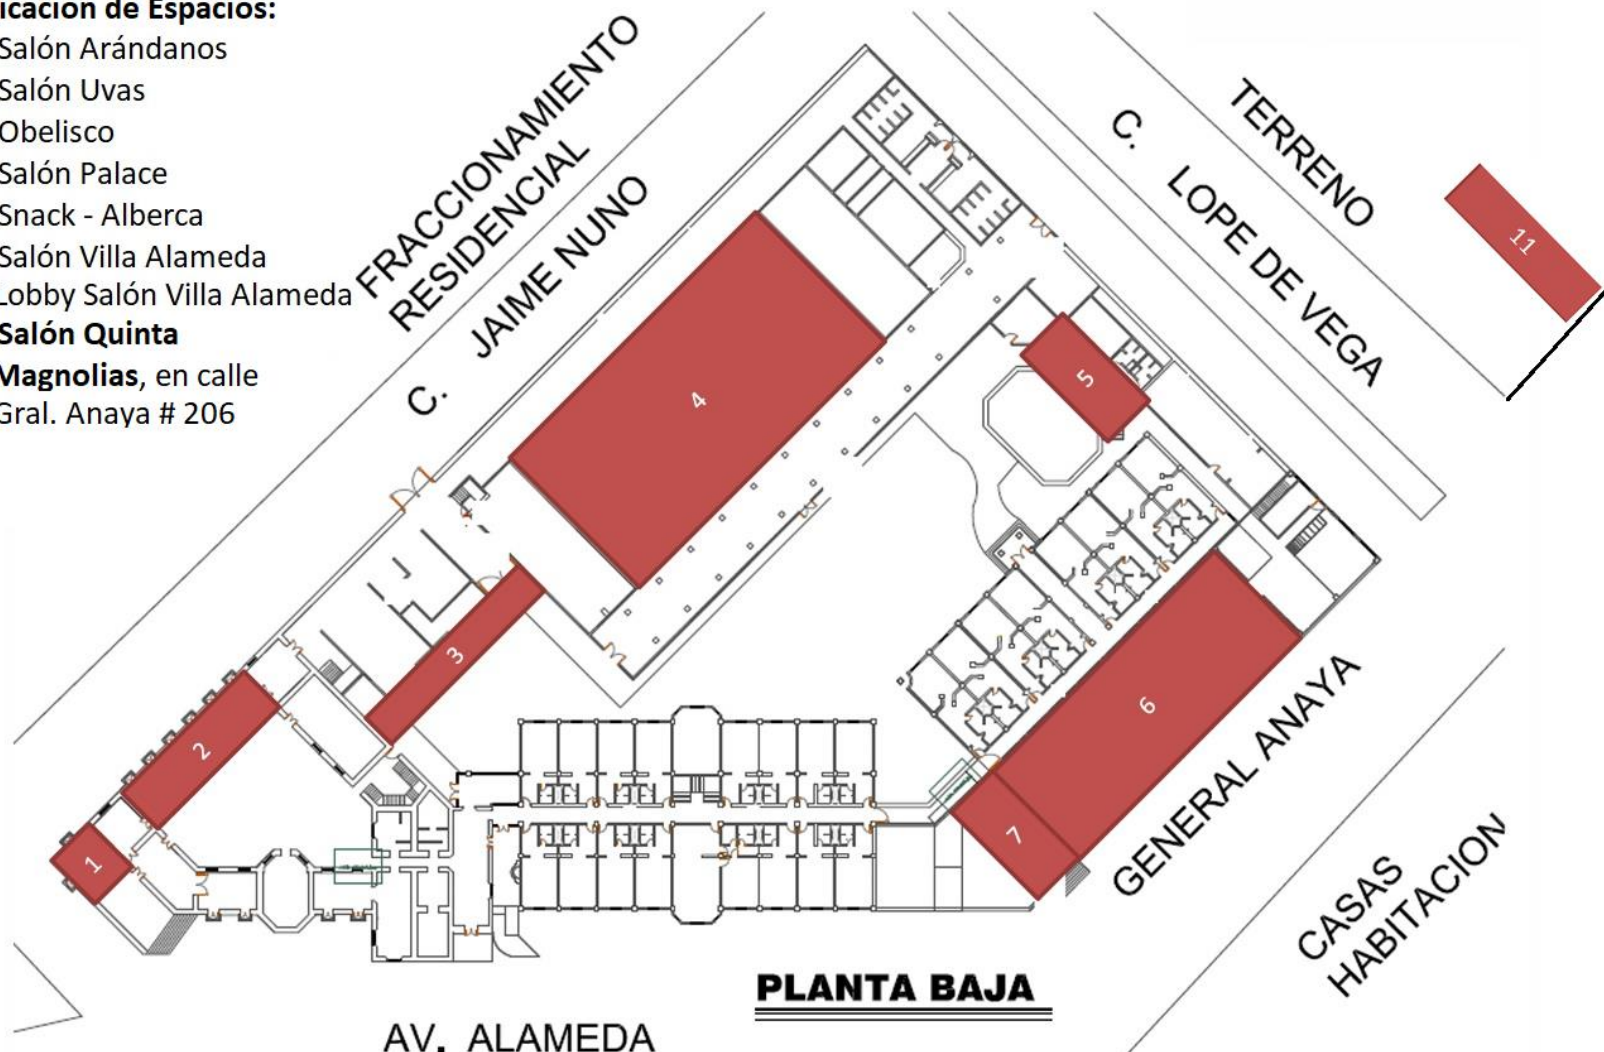 icación de Espacios:
Salón Arándanos
Salón Uvas
Obelisco
Salón Palace
Snack - Alberca
Salón Villa Alameda
Lobby Salón Villa Alameda
Salón Quinta
Magnolias, en calle
Gral. Anaya # 206
FRACCIONAMIENTO
RESIDENCIAL
C. JAIME NUNO
C. LOPE DE VEGA
TERRENO
11
4
5
3
2
1
6
7
GENERAL ANAYA
CASAS
HABITACION
PLANTA BAJA
AV. ALAMEDA